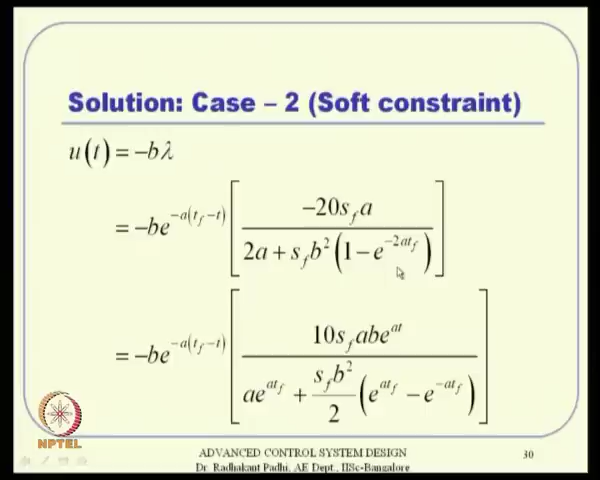 Solution: Case – 2 (Soft constraint)
u(t) = −bλ
= −be^{−a(t_f−t)} [ −20s_f a / (2a + s_f b^2 (1 − e^{−2at_f})) ]
= −be^{−a(t_f−t)} [ 10s_f abe^{at} / (ae^{at_f} + (s_f b^2 / 2) (e^{at_f} − e^{−at_f})) ]
NPTEL
ADVANCED CONTROL SYSTEM DESIGN
Dr. Radhakant Padhi, AE Dept., IISc-Bangalore
30